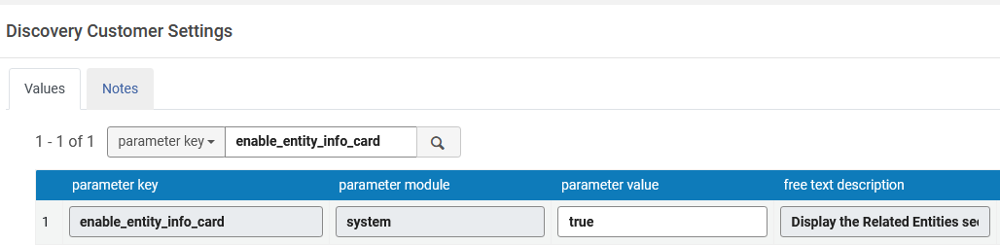 Discovery Customer Settings
Values Notes
1 - 1 of 1 parameter key enable_entity_info_card
parameter key parameter module parameter value free text description
1 enable_entity_info_card system true Display the Related Entities